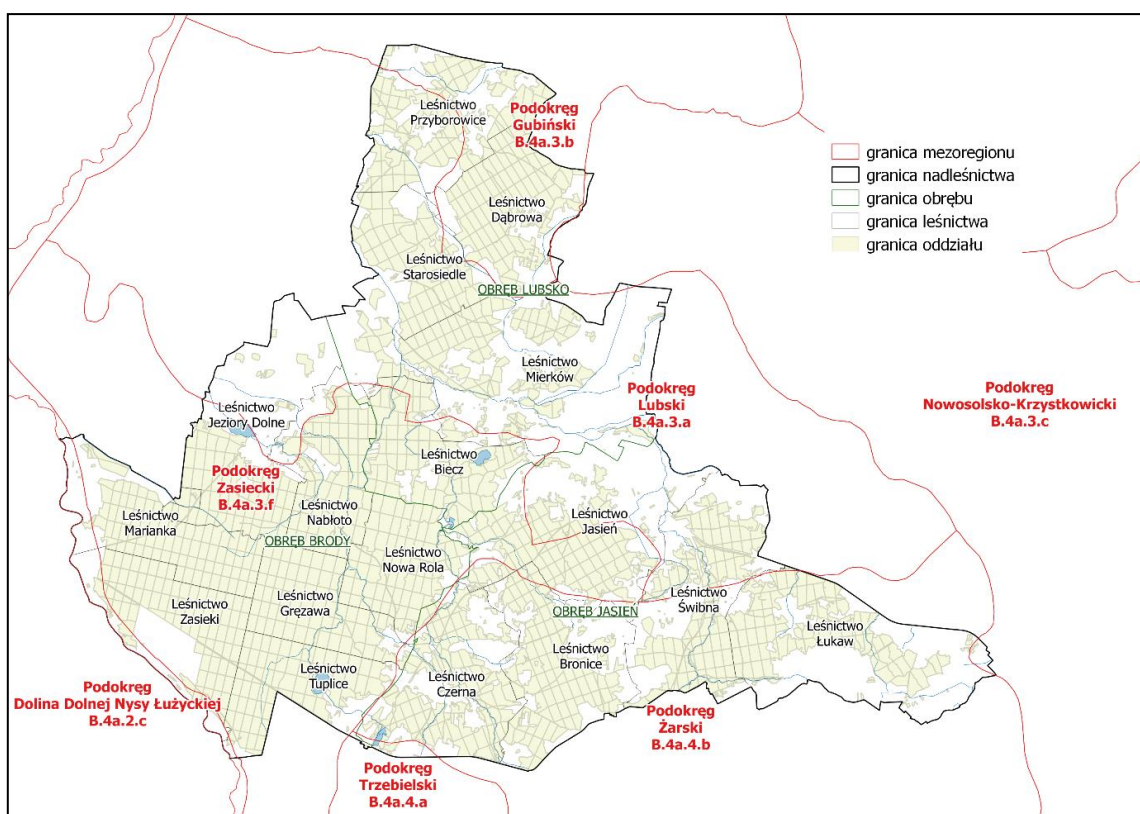 Leśnictwo
Przyborowice
Podokręg
Gubiński
B.4a.3.b
granica mezoregionu
granica nadleśnictwa
granica obrębu
granica leśnictwa
granica oddziału
Leśnictwo
Dąbrowa
Leśnictwo
Starosiedle
OBRĘB LUBSKO
Leśnictwo
Mierków
Podokręg
Lubski
B.4a.3.a
Podokręg
Nowosolsko-Krzystkowicki
B.4a.3.c
Leśnictwo
Jeziory Dolne
Leśnictwo
Biecz
Podokręg
Zasiecki
B.4a.3.f
Leśnictwo
Marianka
Leśnictwo
Nabłoto
OBRĘB BRODY
Leśnictwo
Jasień
Leśnictwo
Nowa Rola
Leśnictwo
Zasieki
Leśnictwo
Gręzawa
OBRĘB JASIEŃ
Leśnictwo
Świbna
Leśnictwo
Łukaw
Leśnictwo
Bronice
Leśnictwo
Tuplice
Leśnictwo
Czerna
Podokręg
Dolina Dolnej Nysy Łużyckiej
B.4a.2.c
Podokręg
Żarski
B.4a.4.b
Podokręg
Trzebielski
B.4a.4.a